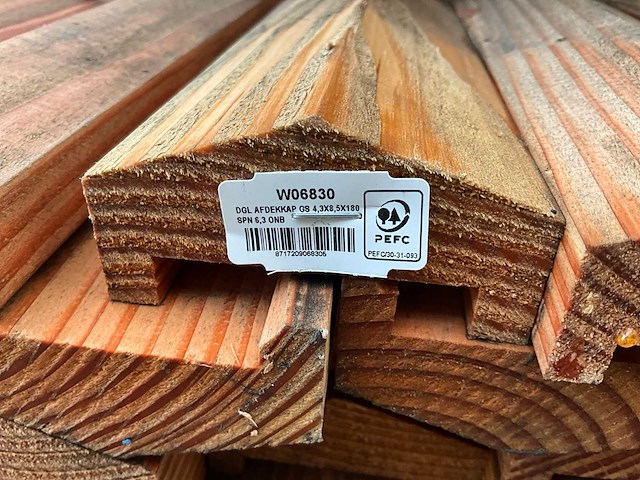 W06830
DGL AFDEKKAP GS 4,3X8,5X180
SPN 6,3 ONB
8717209068305
PEFC
PEFC/30-31-093